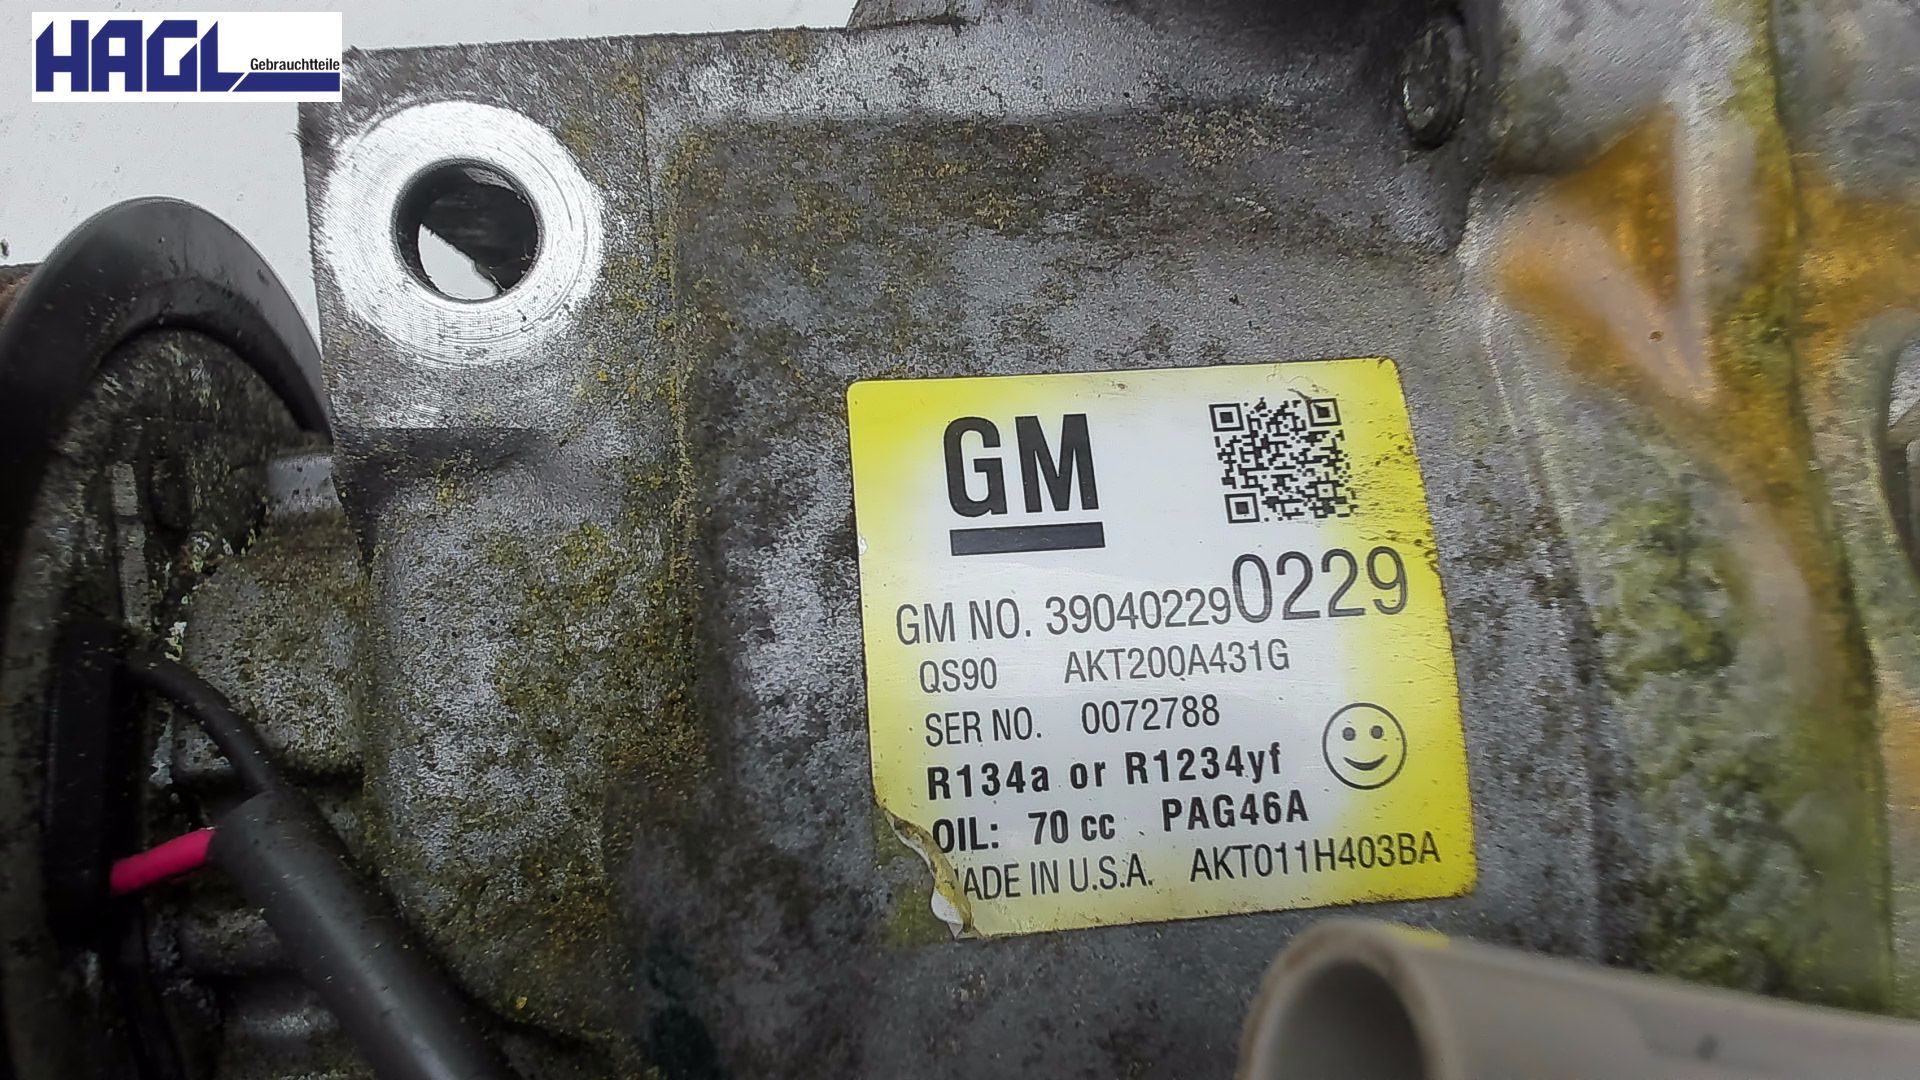 HAGL Gebrauchtteile
GM
GM NO. 39040229 0229
QS90 AKT200A431G
SER NO. 0072788
R134a or R1234yf
OIL: 70 cc PAG46A
MADE IN U.S.A. AKT011H403BA